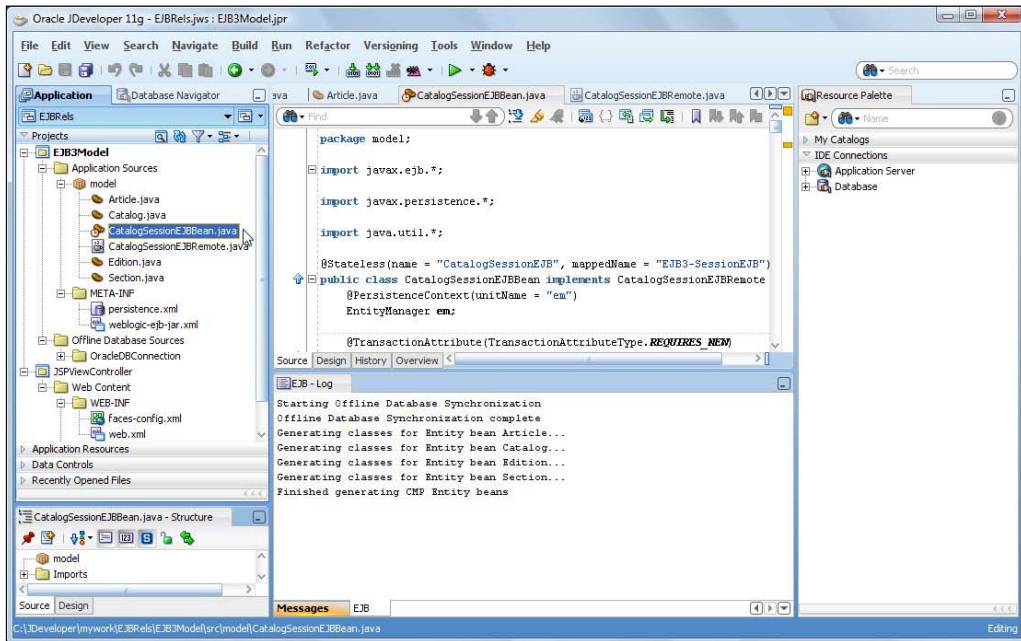 Oracle JDeveloper 11g - EJBRels.jws : EJB3Model.jpr
File Edit View Search Navigate Build Run Refactor Versioning Tools Window Help
Search
Application
Database Navigator
ava
Article.java
CatalogSessionEJBBean.java
CatalogSessionEJBRemote.java
Resource Palette
EJBRels
Find
Name
Projects
My Catalogs
IDE Connections
Application Server
Database
EJB3Model
Application Sources
model
Article.java
Catalog.java
CatalogSessionEJBBean.java
CatalogSessionEJBRemote.java
Edition.java
Section.java
META-INF
persistence.xml
weblogic-ejb-jar.xml
Offline Database Sources
OracleDBConnection
JSPViewController
Web Content
WEB-INF
faces-config.xml
web.xml
Application Resources
Data Controls
Recently Opened Files
package model;
import javax.ejb.*;
import javax.persistence.*;
import java.util.*;
@Stateless(name = "CatalogSessionEJB", mappedName = "EJB3-SessionEJB")
public class CatalogSessionEJBBean implements CatalogSessionEJBRemote
@PersistenceContext(unitName = "em")
EntityManager em;
@TransactionAttribute(TransactionAttributeType.REQUIRES_NEW)
Source Design History Overview
EJB - Log
Starting Offline Database Synchronization
Offline Database Synchronization complete
Generating classes for Entity bean Article...
Generating classes for Entity bean Catalog...
Generating classes for Entity bean Edition...
Generating classes for Entity bean Section...
Finished generating CMP Entity beans
CatalogSessionEJBBean.java - Structure
model
Imports
Source Design
Messages EJB
C:\JDeveloper\mywork\EJBRels\EJB3Model\src\model\CatalogSessionEJBBean.java
Editing